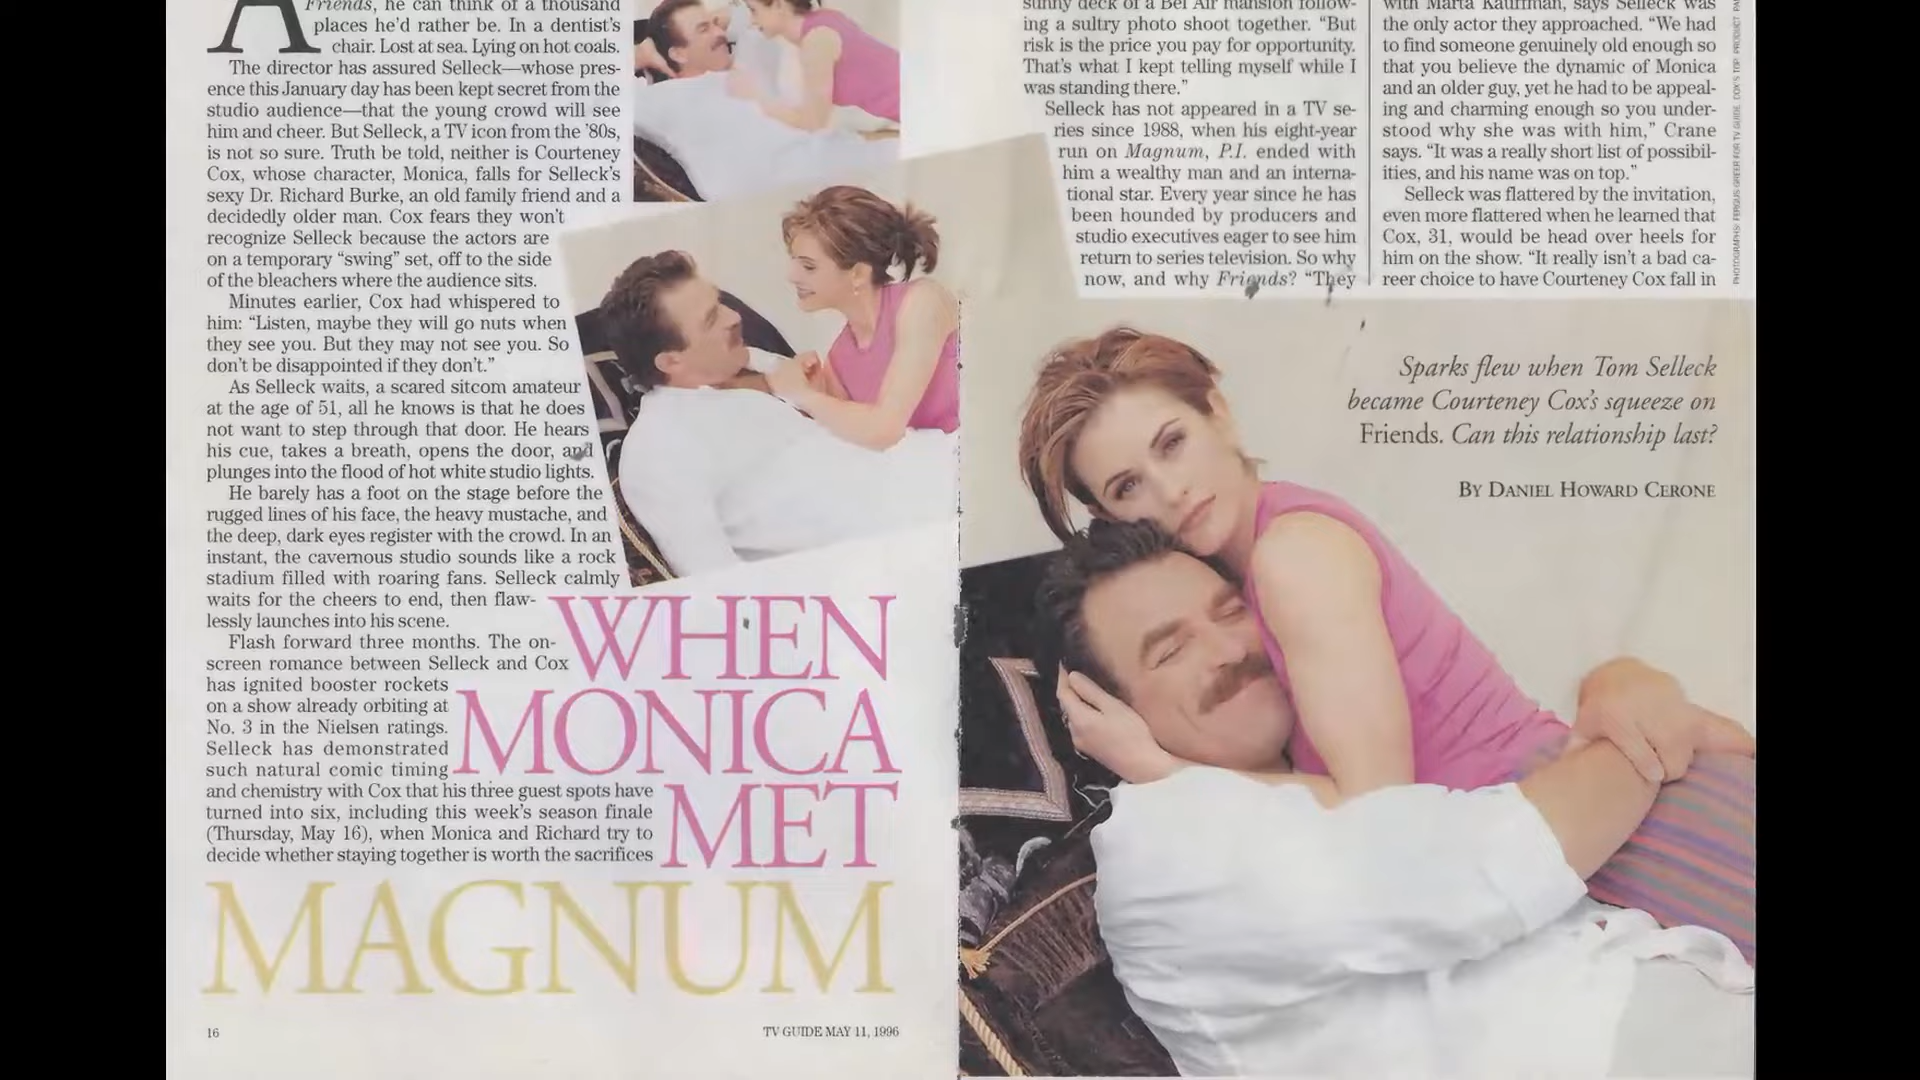 A
Friends, he can think of a thousand
places he'd rather be. In a dentist's
chair. Lost at sea. Lying on hot coals.
The director has assured Selleck—whose pres-
ence this January day has been kept secret from the
studio audience—that the young crowd will see
him and cheer. But Selleck, a TV icon from the '80s,
is not so sure. Truth be told, neither is Courteney
Cox, whose character, Monica, falls for Selleck's
sexy Dr. Richard Burke, an old family friend and a
decidedly older man. Cox fears they won't
recognize Selleck because the actors are
on a temporary “swing” set, off to the side
of the bleachers where the audience sits.
Minutes earlier, Cox had whispered to
him: “Listen, maybe they will go nuts when
they see you. But they may not see you. So
don't be disappointed if they don't.”
As Selleck waits, a scared sitcom amateur
at the age of 51, all he knows is that he does
not want to step through that door. He hears
his cue, takes a breath, opens the door, and
plunges into the flood of hot white studio lights.
He barely has a foot on the stage before the
rugged lines of his face, the heavy mustache, and
the deep, dark eyes register with the crowd. In an
instant, the cavernous studio sounds like a rock
stadium filled with roaring fans. Selleck calmly
waits for the cheers to end, then flaw-
lessly launches into his scene.
Flash forward three months. The on-
screen romance between Selleck and Cox
has ignited booster rockets
on a show already orbiting at
No. 3 in the Nielsen ratings.
Selleck has demonstrated
such natural comic timing
and chemistry with Cox that his three guest spots have
turned into six, including this week's season finale
(Thursday, May 16), when Monica and Richard try to
decide whether staying together is worth the sacrifices
WHEN
MONICA
MET
MAGNUM
16
TV GUIDE MAY 11, 1996
sunny deck of a Bel Air mansion follow-
ing a sultry photo shoot together. “But
risk is the price you pay for opportunity.
That's what I kept telling myself while I
was standing there.”
Selleck has not appeared in a TV se-
ries since 1988, when his eight-year
run on Magnum, P.I. ended with
him a wealthy man and an interna-
tional star. Every year since he has
been hounded by producers and
studio executives eager to see him
return to series television. So why
now, and why Friends? “They
with Marta Kauffman, says Selleck was
the only actor they approached. “We had
to find someone genuinely old enough so
that you believe the dynamic of Monica
and an older guy, yet he had to be appeal-
ing and charming enough so you under-
stood why she was with him,” Crane
says. “It was a really short list of possibil-
ities, and his name was on top.”
Selleck was flattered by the invitation,
even more flattered when he learned that
Cox, 31, would be head over heels for
him on the show. “It really isn't a bad ca-
reer choice to have Courteney Cox fall in
Sparks flew when Tom Selleck
became Courteney Cox's squeeze on
Friends. Can this relationship last?
BY DANIEL HOWARD CERONE